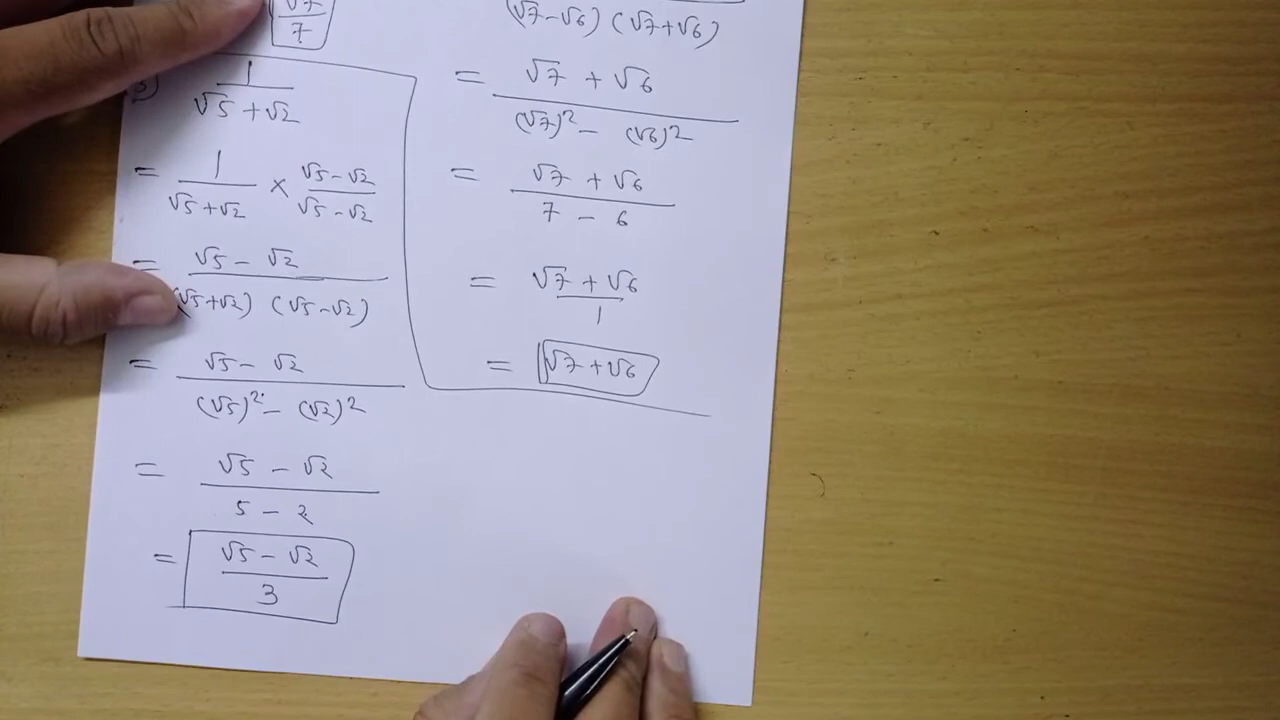 √7/7
3) 1/(√5 + √2)
= 1/(√5 + √2) × (√5 - √2)/(√5 - √2)
= (√5 - √2)/((√5 + √2) (√5 - √2))
= (√5 - √2)/((√5)² - (√2)²)
= (√5 - √2)/(5 - 2)
= (√5 - √2)/3
(√7 - √6) (√7 + √6)
= (√7 + √6)/((√7)² - (√6)²)
= (√7 + √6)/(7 - 6)
= (√7 + √6)/1
= √7 + √6